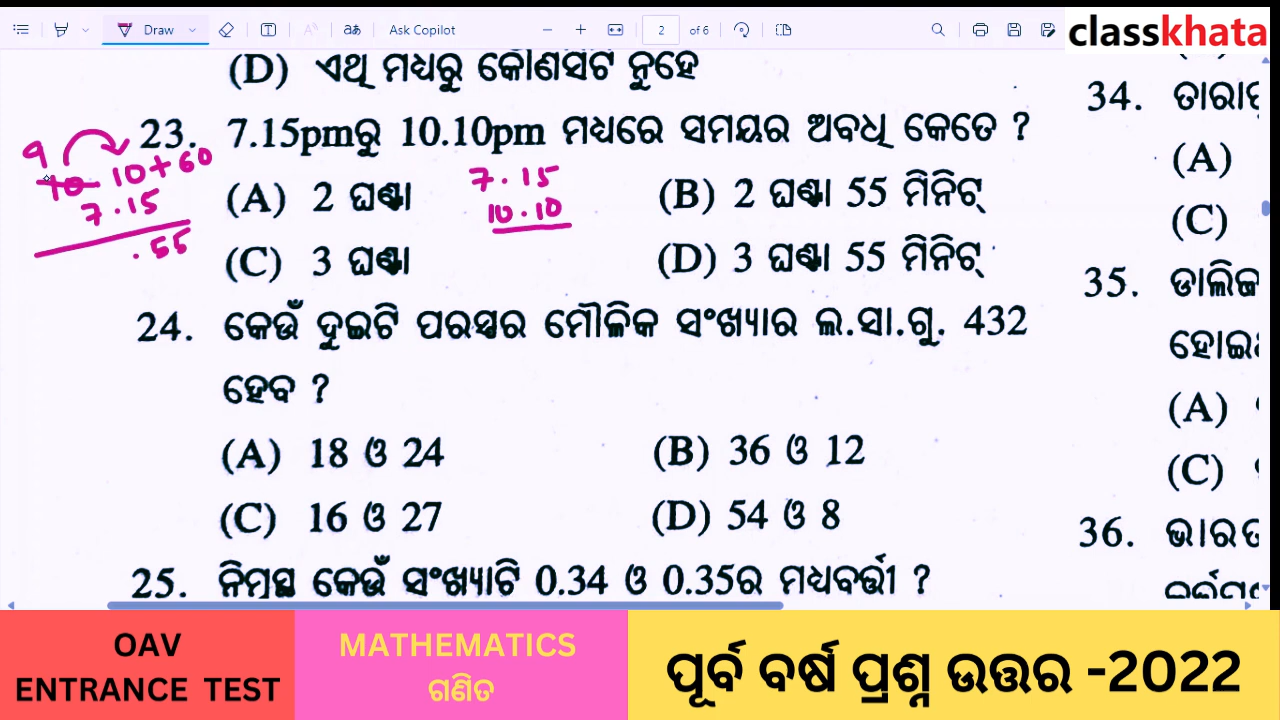 Draw
Ask Copilot
2 of 6
classkhata
(D) ଏଥି ମଧ୍ୟରୁ କୌଣସିଟି ନୁହେଁ
23. 7.15pmରୁ 10.10pm ମଧ୍ୟରେ ସମୟର ଅବଧି କେତେ ?
(A) 2 ଘଣ୍ଟା (B) 2 ଘଣ୍ଟା 55 ମିନିଟ୍
(C) 3 ଘଣ୍ଟା (D) 3 ଘଣ୍ଟା 55 ମିନିଟ୍
9
10 10+60
7.15
.55
7.15
10.10
24. କେଉଁ ଦୁଇଟି ପରସ୍ପର ମୌଳିକ ସଂଖ୍ୟାର ଲ.ସା.ଗୁ. 432
ହେବ ?
(A) 18 ଓ 24 (B) 36 ଓ 12
(C) 16 ଓ 27 (D) 54 ଓ 8
25. ନିମ୍ନସ୍ଥ କେଉଁ ସଂଖ୍ୟାଟି 0.34 ଓ 0.35ର ମଧ୍ୟବର୍ତ୍ତୀ ?
34.
(A)
(C)
35.
(A)
(C)
36.
OAV
ENTRANCE TEST
MATHEMATICS
ଗଣିତ
ପୂର୍ବ ବର୍ଷ ପ୍ରଶ୍ନ ଉତ୍ତର -2022